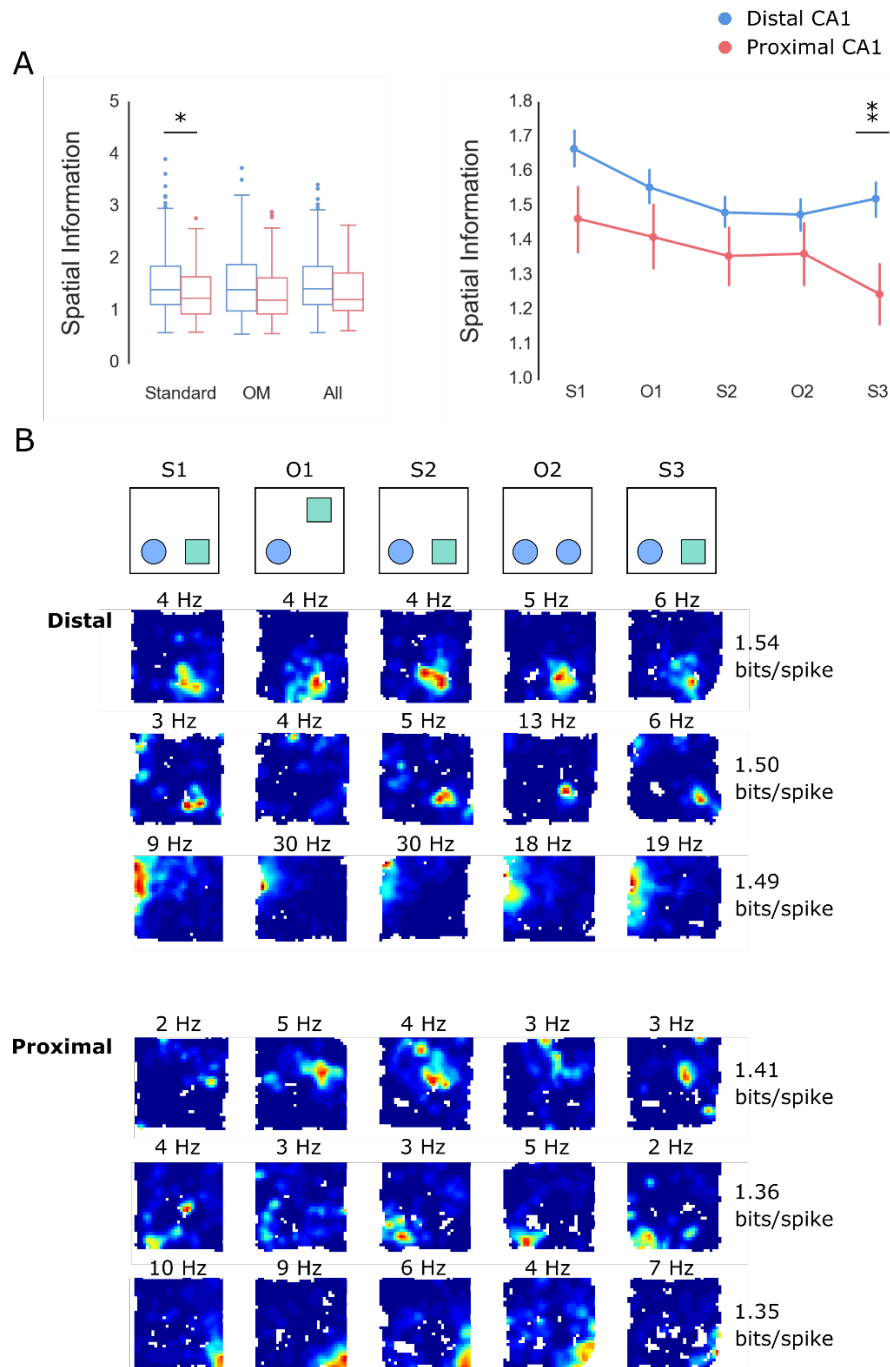 Distal CA1
Proximal CA1
A
Spatial Information
5
4
3
2
1
0
*
Standard OM All
Spatial Information
1.8
1.7
1.6
1.5
1.4
1.3
1.2
1.1
1.0
**
S1 O1 S2 O2 S3
B
S1 O1 S2 O2 S3
Distal
4 Hz 4 Hz 4 Hz 5 Hz 6 Hz
1.54
bits/spike
3 Hz 4 Hz 5 Hz 13 Hz 6 Hz
1.50
bits/spike
9 Hz 30 Hz 30 Hz 18 Hz 19 Hz
1.49
bits/spike
Proximal
2 Hz 5 Hz 4 Hz 3 Hz 3 Hz
1.41
bits/spike
4 Hz 3 Hz 3 Hz 5 Hz 2 Hz
1.36
bits/spike
10 Hz 9 Hz 6 Hz 4 Hz 7 Hz
1.35
bits/spike